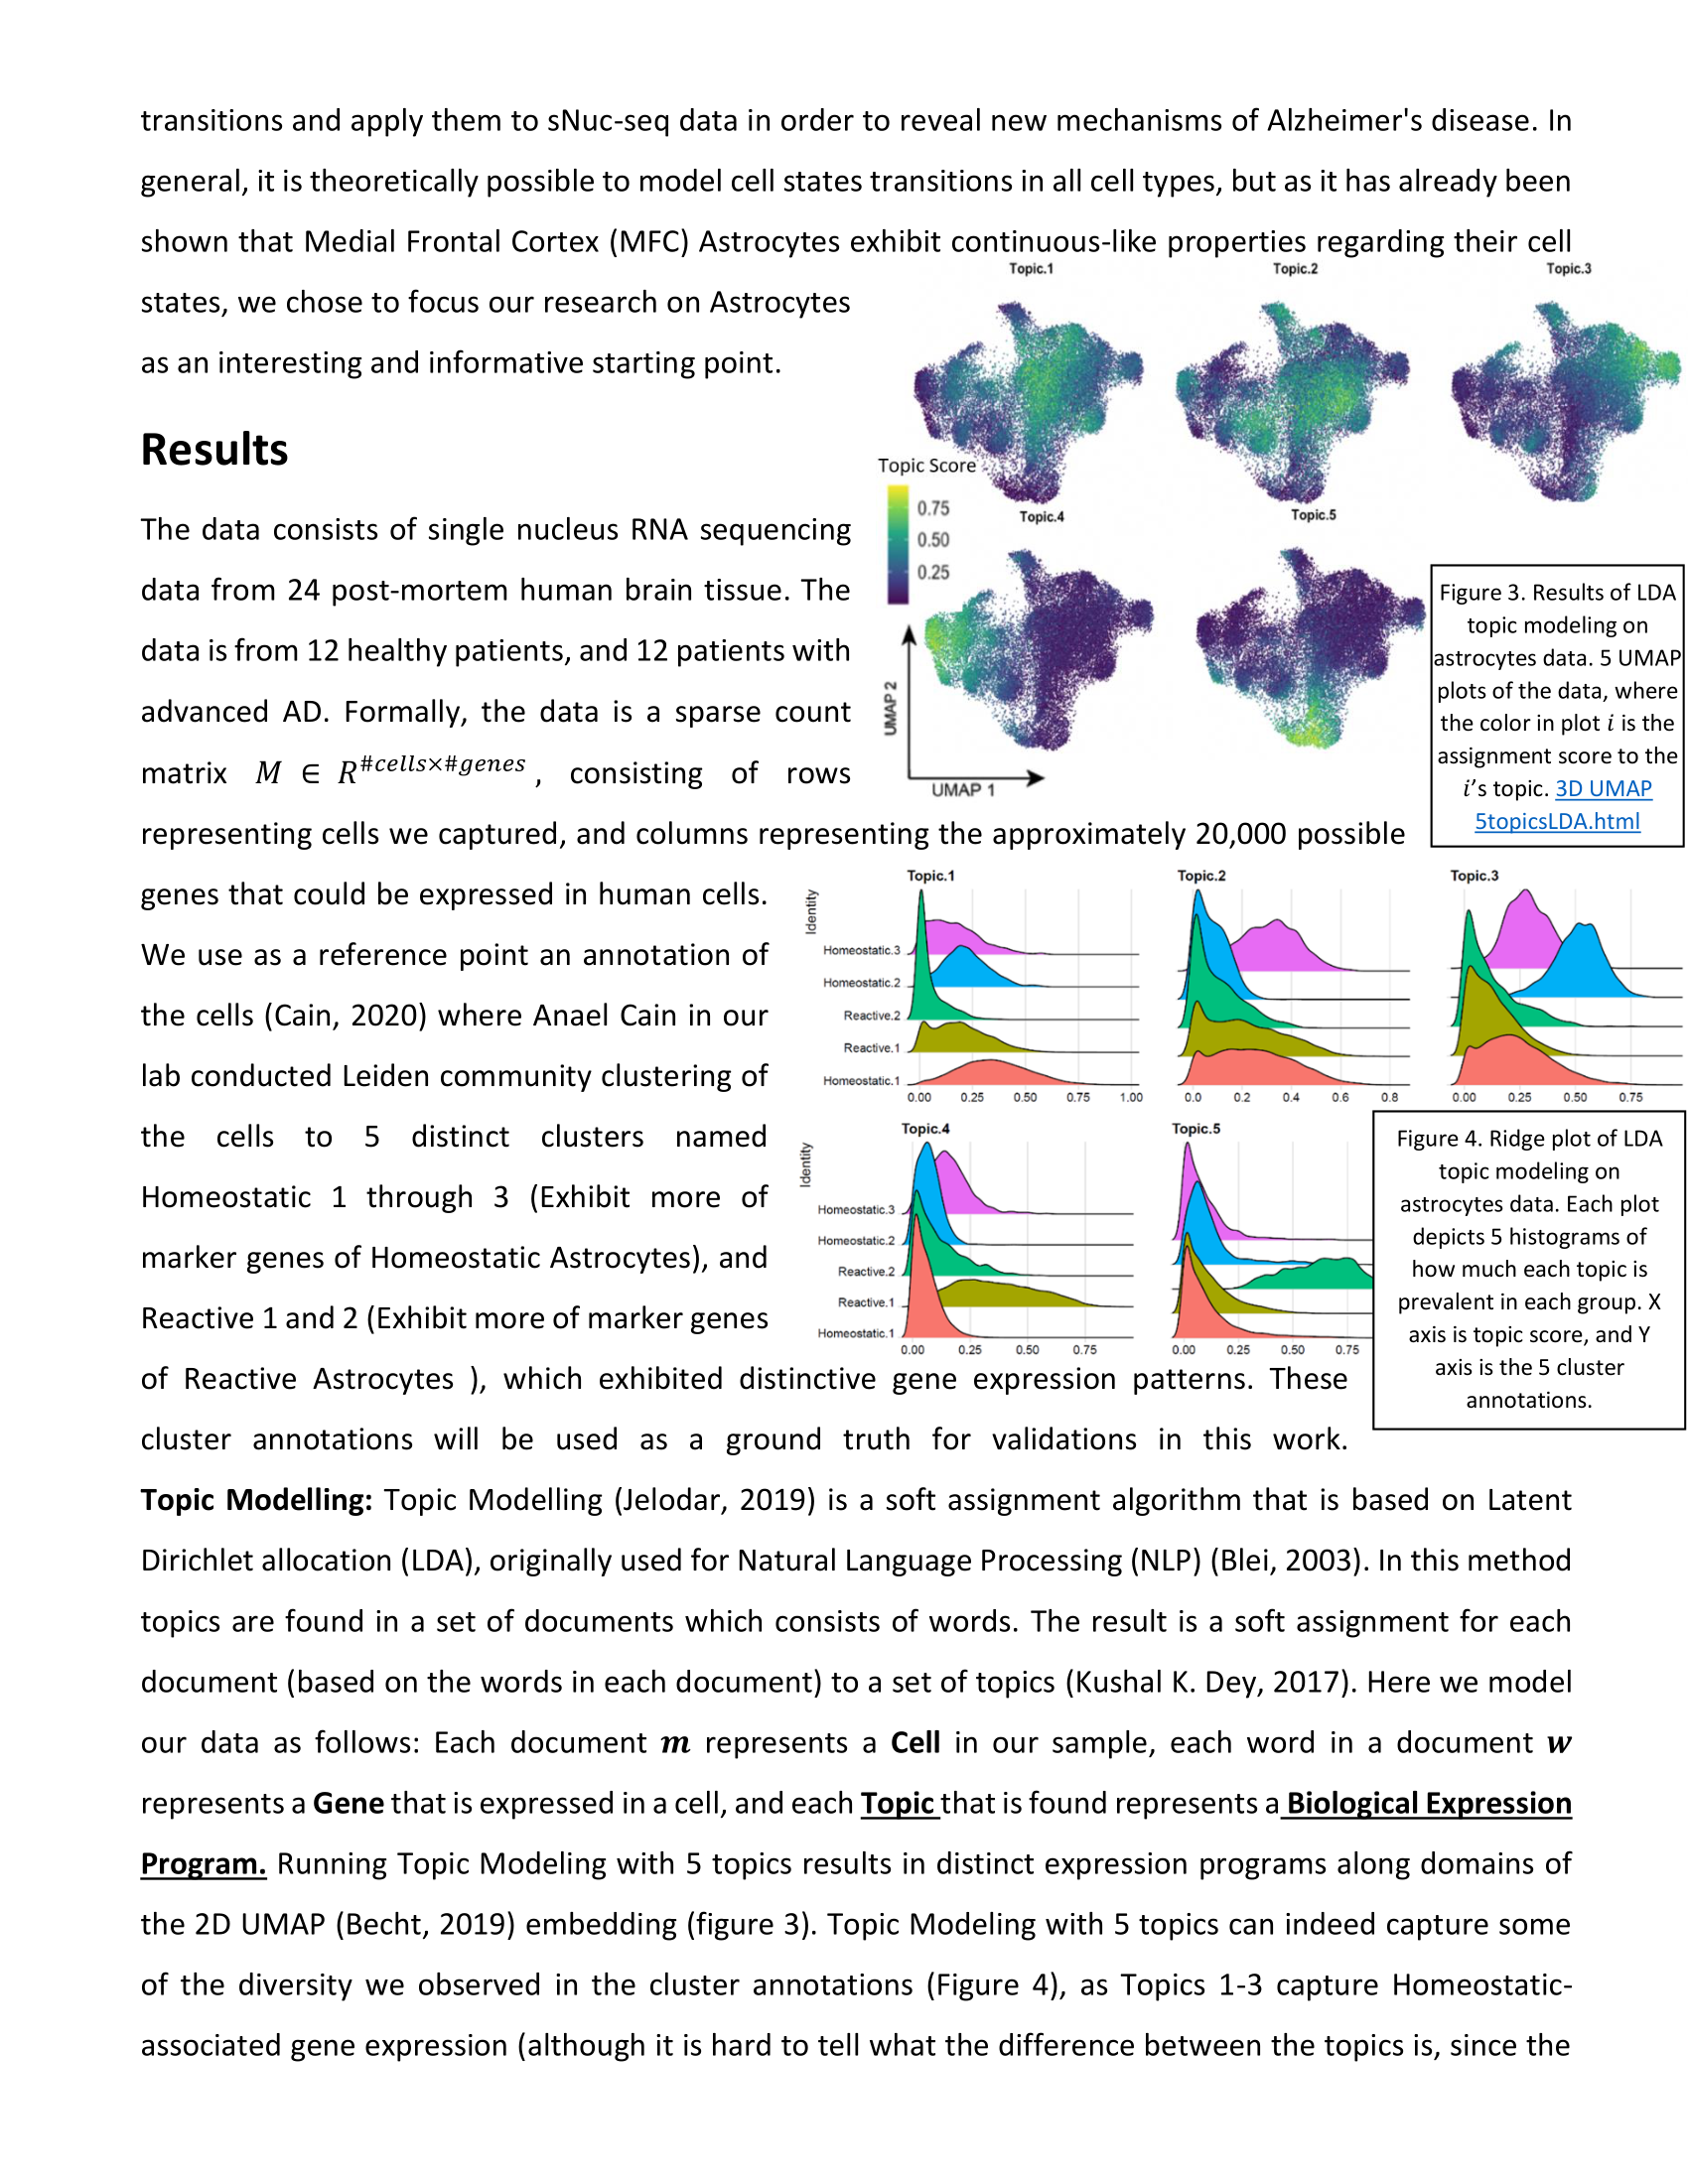 transitions and apply them to sNuc-seq data in order to reveal new mechanisms of Alzheimer's disease. In
general, it is theoretically possible to model cell states transitions in all cell types, but as it has already been
shown that Medial Frontal Cortex (MFC) Astrocytes exhibit continuous-like properties regarding their cell
states, we chose to focus our research on Astrocytes
as an interesting and informative starting point.
Topic.1
Topic.2
Topic.3
Topic Score
0.75
0.50
0.25
Topic.4
Topic.5
UMAP 2
UMAP 1
Figure 3. Results of LDA
topic modeling on
astrocytes data. 5 UMAP
plots of the data, where
the color in plot i is the
assignment score to the
i’s topic. 3D UMAP
5topicsLDA.html
Results
The data consists of single nucleus RNA sequencing
data from 24 post-mortem human brain tissue. The
data is from 12 healthy patients, and 12 patients with
advanced AD. Formally, the data is a sparse count
matrix M ∈ R^#cells×#genes , consisting of rows
representing cells we captured, and columns representing the approximately 20,000 possible
genes that could be expressed in human cells.
We use as a reference point an annotation of
the cells (Cain, 2020) where Anael Cain in our
lab conducted Leiden community clustering of
the cells to 5 distinct clusters named
Homeostatic 1 through 3 (Exhibit more of
marker genes of Homeostatic Astrocytes), and
Reactive 1 and 2 (Exhibit more of marker genes
of Reactive Astrocytes ), which exhibited distinctive gene expression patterns. These
cluster annotations will be used as a ground truth for validations in this work.
Topic.1
Topic.2
Topic.3
Identity
Homeostatic.3
Homeostatic.2
Reactive.2
Reactive.1
Homeostatic.1
0.00 0.25 0.50 0.75 1.00
0.0 0.2 0.4 0.6 0.8
0.00 0.25 0.50 0.75
Topic.4
Topic.5
Identity
Homeostatic.3
Homeostatic.2
Reactive.2
Reactive.1
Homeostatic.1
0.00 0.25 0.50 0.75
0.00 0.25 0.50 0.75
Figure 4. Ridge plot of LDA
topic modeling on
astrocytes data. Each plot
depicts 5 histograms of
how much each topic is
prevalent in each group. X
axis is topic score, and Y
axis is the 5 cluster
annotations.
Topic Modelling: Topic Modelling (Jelodar, 2019) is a soft assignment algorithm that is based on Latent
Dirichlet allocation (LDA), originally used for Natural Language Processing (NLP) (Blei, 2003). In this method
topics are found in a set of documents which consists of words. The result is a soft assignment for each
document (based on the words in each document) to a set of topics (Kushal K. Dey, 2017). Here we model
our data as follows: Each document m represents a Cell in our sample, each word in a document w
represents a Gene that is expressed in a cell, and each Topic that is found represents a Biological Expression
Program. Running Topic Modeling with 5 topics results in distinct expression programs along domains of
the 2D UMAP (Becht, 2019) embedding (figure 3). Topic Modeling with 5 topics can indeed capture some
of the diversity we observed in the cluster annotations (Figure 4), as Topics 1-3 capture Homeostatic-
associated gene expression (although it is hard to tell what the difference between the topics is, since the